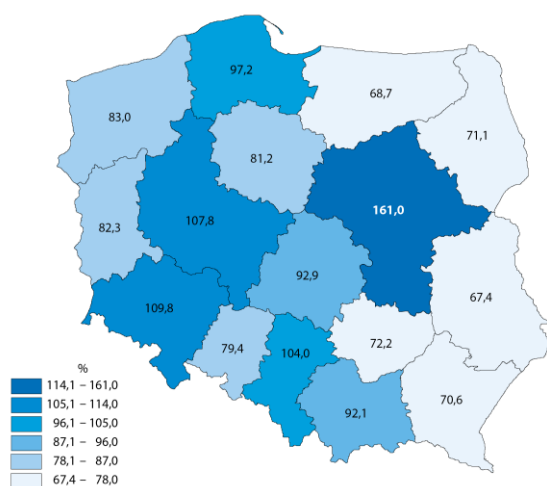 97,2
68,7
83,0
71,1
81,2
161,0
107,8
82,3
92,9
67,4
109,8
72,2
79,4
104,0
70,6
92,1
%
114,1 – 161,0
105,1 – 114,0
96,1 – 105,0
87,1 – 96,0
78,1 – 87,0
67,4 – 78,0